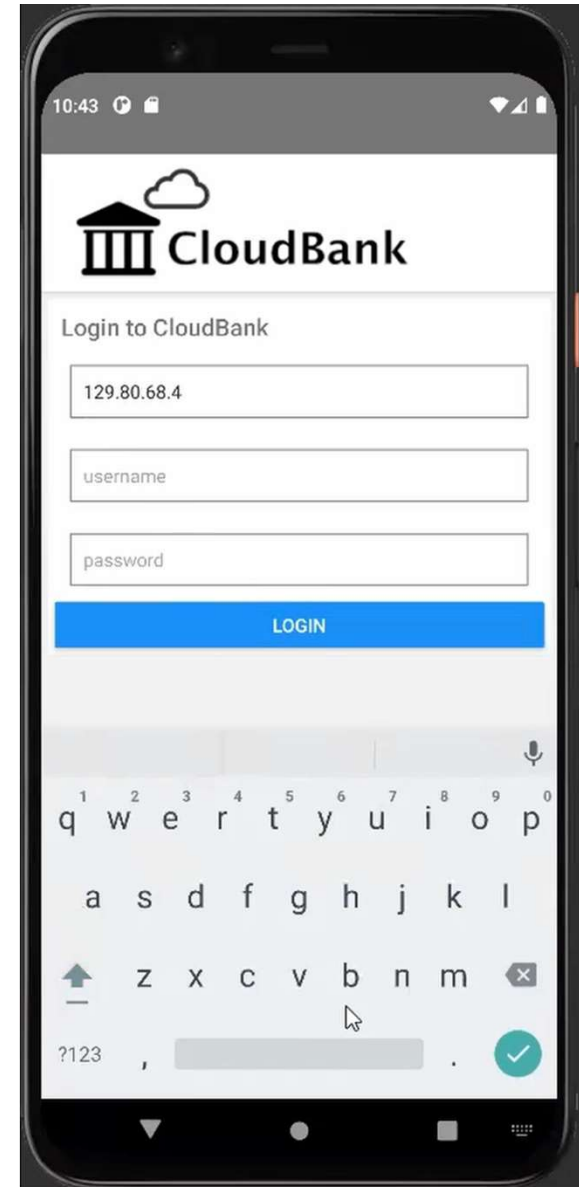 10:43
CloudBank
Login to CloudBank
129.80.68.4
username
password
LOGIN
1 2 3 4 5 6 7 8 9 0
q w e r t y u i o p
a s d f g h j k l
z x c v b n m
?123 , .